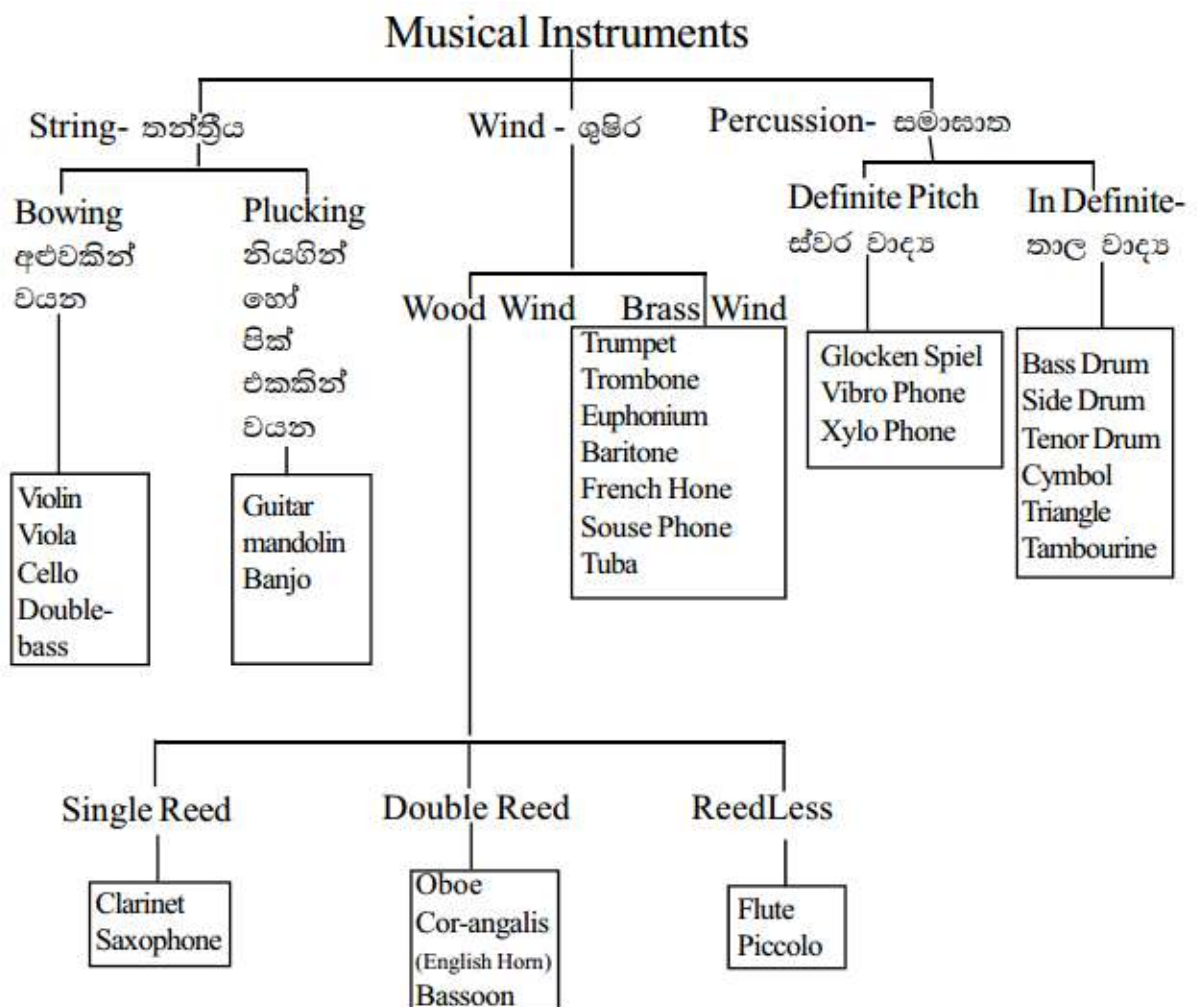 Musical Instruments
String- තන්ත්‍රීය
Wind - ශුෂිර
Percussion- සමාඝාත
Bowing
අළුවකින්
වයන
Plucking
නියගින්
හෝ
පික්
එකකින්
වයන
Definite Pitch
ස්වර වාද්‍ය
In Definite-
තාල වාද්‍ය
Wood Wind
Brass Wind
Violin
Viola
Cello
Double-
bass
Guitar
mandolin
Banjo
Trumpet
Trombone
Euphonium
Baritone
French Hone
Souse Phone
Tuba
Glocken Spiel
Vibro Phone
Xylo Phone
Bass Drum
Side Drum
Tenor Drum
Cymbol
Triangle
Tambourine
Single Reed
Double Reed
ReedLess
Clarinet
Saxophone
Oboe
Cor-angalis
(English Horn)
Bassoon
Flute
Piccolo